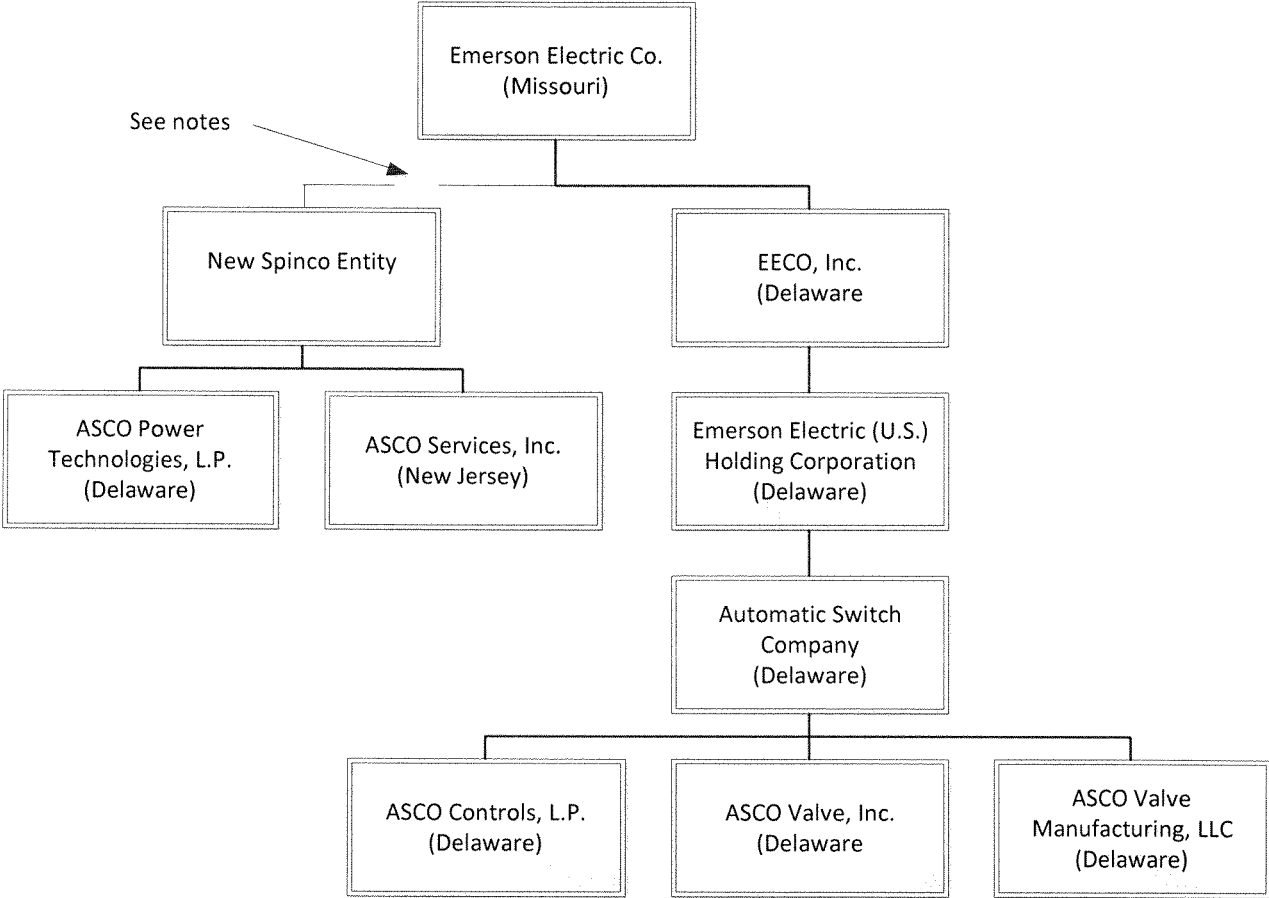 Emerson Electric Co.
(Missouri)
See notes
New Spinco Entity
EECO, Inc.
(Delaware
ASCO Power
Technologies, L.P.
(Delaware)
ASCO Services, Inc.
(New Jersey)
Emerson Electric (U.S.)
Holding Corporation
(Delaware)
Automatic Switch
Company
(Delaware)
ASCO Controls, L.P.
(Delaware)
ASCO Valve, Inc.
(Delaware
ASCO Valve
Manufacturing, LLC
(Delaware)